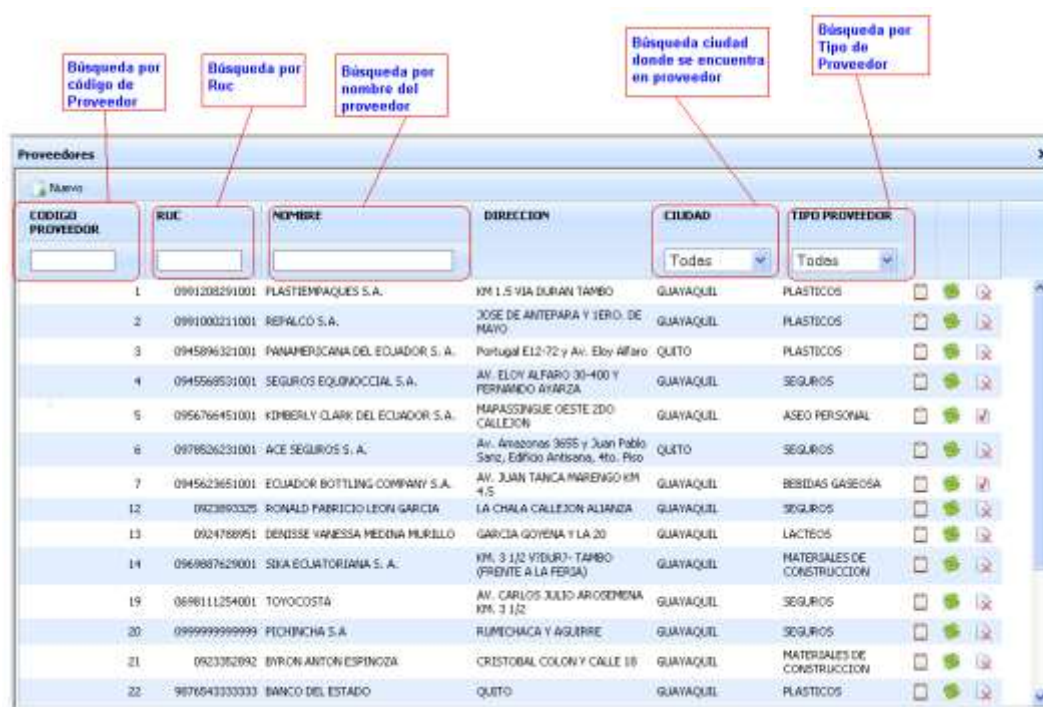 Búsqueda por
código de
Proveedor
Búsqueda por
Ruc
Búsqueda por
nombre del
proveedor
Búsqueda ciudad
donde se encuentra
en proveedor
Búsqueda por
Tipo de
Proveedor
Proveedores
Nuevo
CODIGO PROVEEDOR RUC NOMBRE DIRECCION CIUDAD TIPO PROVEEDOR
Todas Todas
1 0991208291001 PLASTIEMPAQUES S.A. KM 1.5 VIA DURAN TAMBO GUAYAQUIL PLASTICOS
2 0991000211001 REPALCO S.A. JOSE DE ANTEPARA Y 1ERO. DE MAYO GUAYAQUIL PLASTICOS
3 0945896321001 PANAMERICANA DEL ECUADOR S. A. Portugal E12-72 y Av. Eloy Alfaro QUITO PLASTICOS
4 0945568531001 SEGUROS EQUINOCCIAL S.A. AV. ELOY ALFARO 30-400 Y FERNANDO AYARZA GUAYAQUIL SEGUROS
5 0956766451001 KIMBERLY CLARK DEL ECUADOR S.A. MAPASINGUE OESTE 2DO CALLEJON GUAYAQUIL ASEO PERSONAL
6 0978526231001 ACE SEGUROS S. A. Av. Amazonas 3655 y Juan Pablo Sanz, Edificio Antisana, 4to. Piso QUITO SEGUROS
7 0945623651001 ECUADOR BOTTLING COMPANY S.A. AV. JUAN TANCA MARENGO KM 4.5 GUAYAQUIL BEBIDAS GASEOSA
12 0923893325 RONALD FABRICIO LEON GARCIA LA CHALA CALLEJON ALIANZA GUAYAQUIL SEGUROS
13 0924788951 DENISSE VANESSA MEDINA MURILLO GARCIA GOYENA Y LA 20 GUAYAQUIL LACTEOS
14 0969887629001 SIKA ECUATORIANA S. A. KM. 3 1/2 TAMBO (FRENTE A LA FERIA) GUAYAQUIL MATERIALES DE CONSTRUCCION
19 0698111254001 TOYOCOSTA AV. CARLOS JULIO AROSEMENA KM. 3 1/2 GUAYAQUIL SEGUROS
20 0999999999999 PICHINCHA S.A RUMICHACA Y AGUIRRE GUAYAQUIL SEGUROS
21 0923352892 BYRON ANTON ESPINOZA CRISTOBAL COLON Y CALLE 18 GUAYAQUIL MATERIALES DE CONSTRUCCION
22 9876543333333 BANCO DEL ESTADO QUITO GUAYAQUIL PLASTICOS